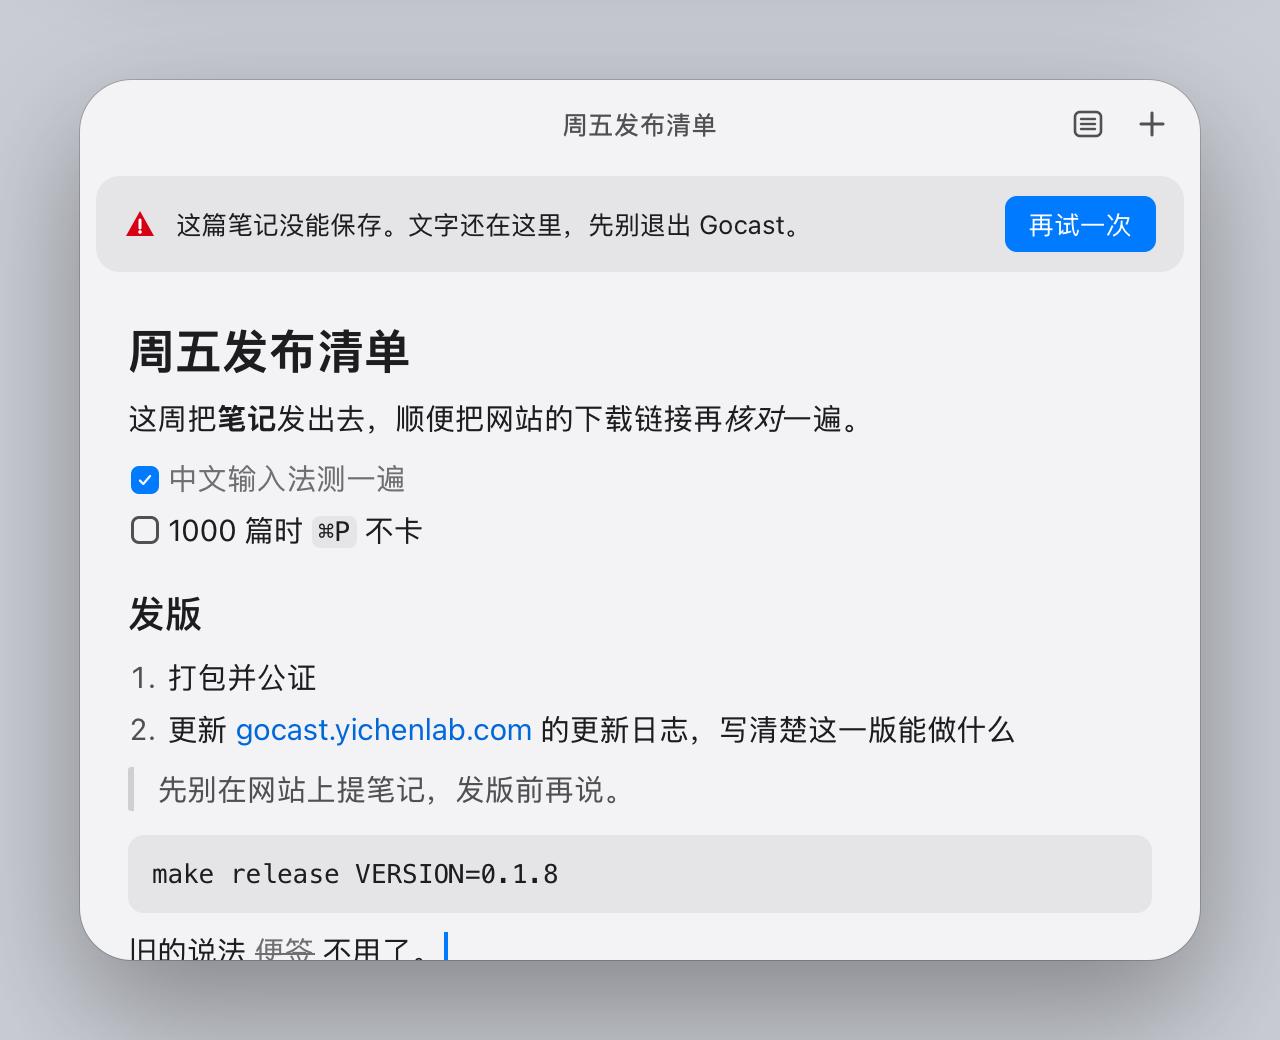 周五发布清单
这篇笔记没能保存。文字还在这里，先别退出 Gocast。
再试一次
周五发布清单
这周把笔记发出去，顺便把网站的下载链接再核对一遍。
中文输入法测一遍
1000 篇时 ⌘P 不卡
发版
1. 打包并公证
2. 更新 gocast.yichenlab.com 的更新日志，写清楚这一版能做什么
先别在网站上提笔记，发版前再说。
make release VERSION=0.1.8
旧的说法 便签 不用了。